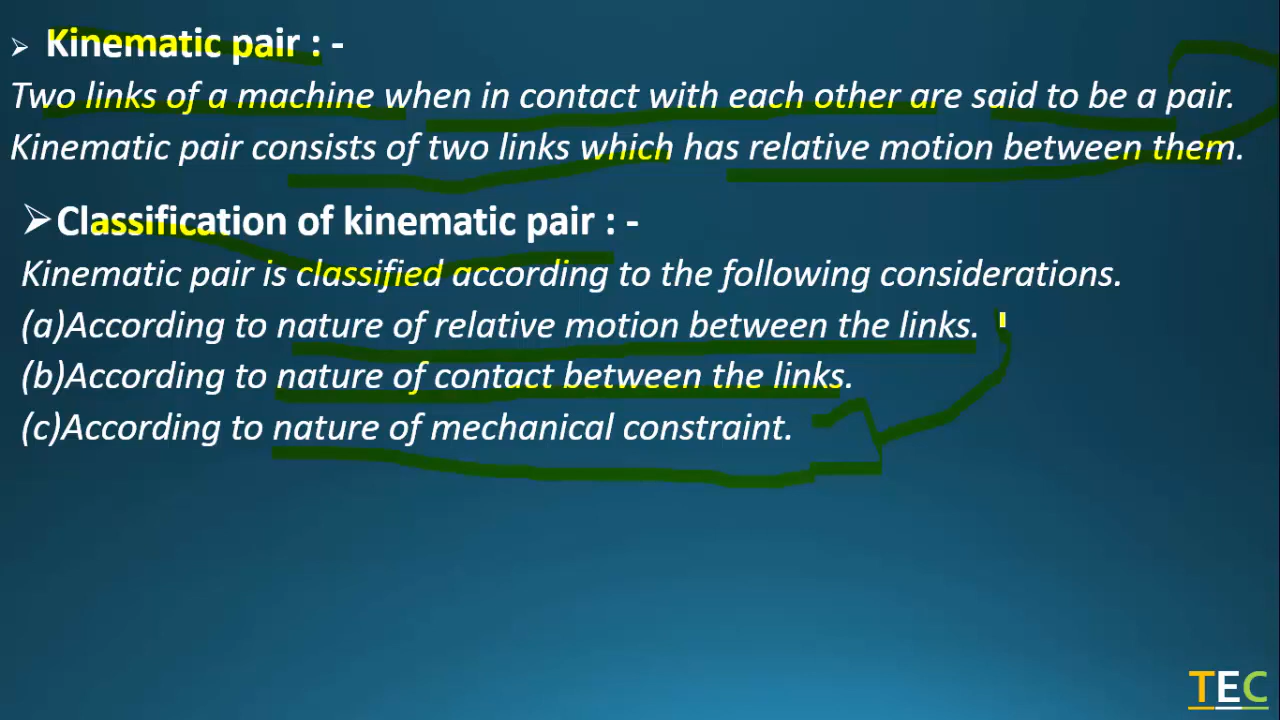 ➢ Kinematic pair : -
Two links of a machine when in contact with each other are said to be a pair.
Kinematic pair consists of two links which has relative motion between them.
➢Classification of kinematic pair : -
Kinematic pair is classified according to the following considerations.
(a)According to nature of relative motion between the links.
(b)According to nature of contact between the links.
(c)According to nature of mechanical constraint.
TEC